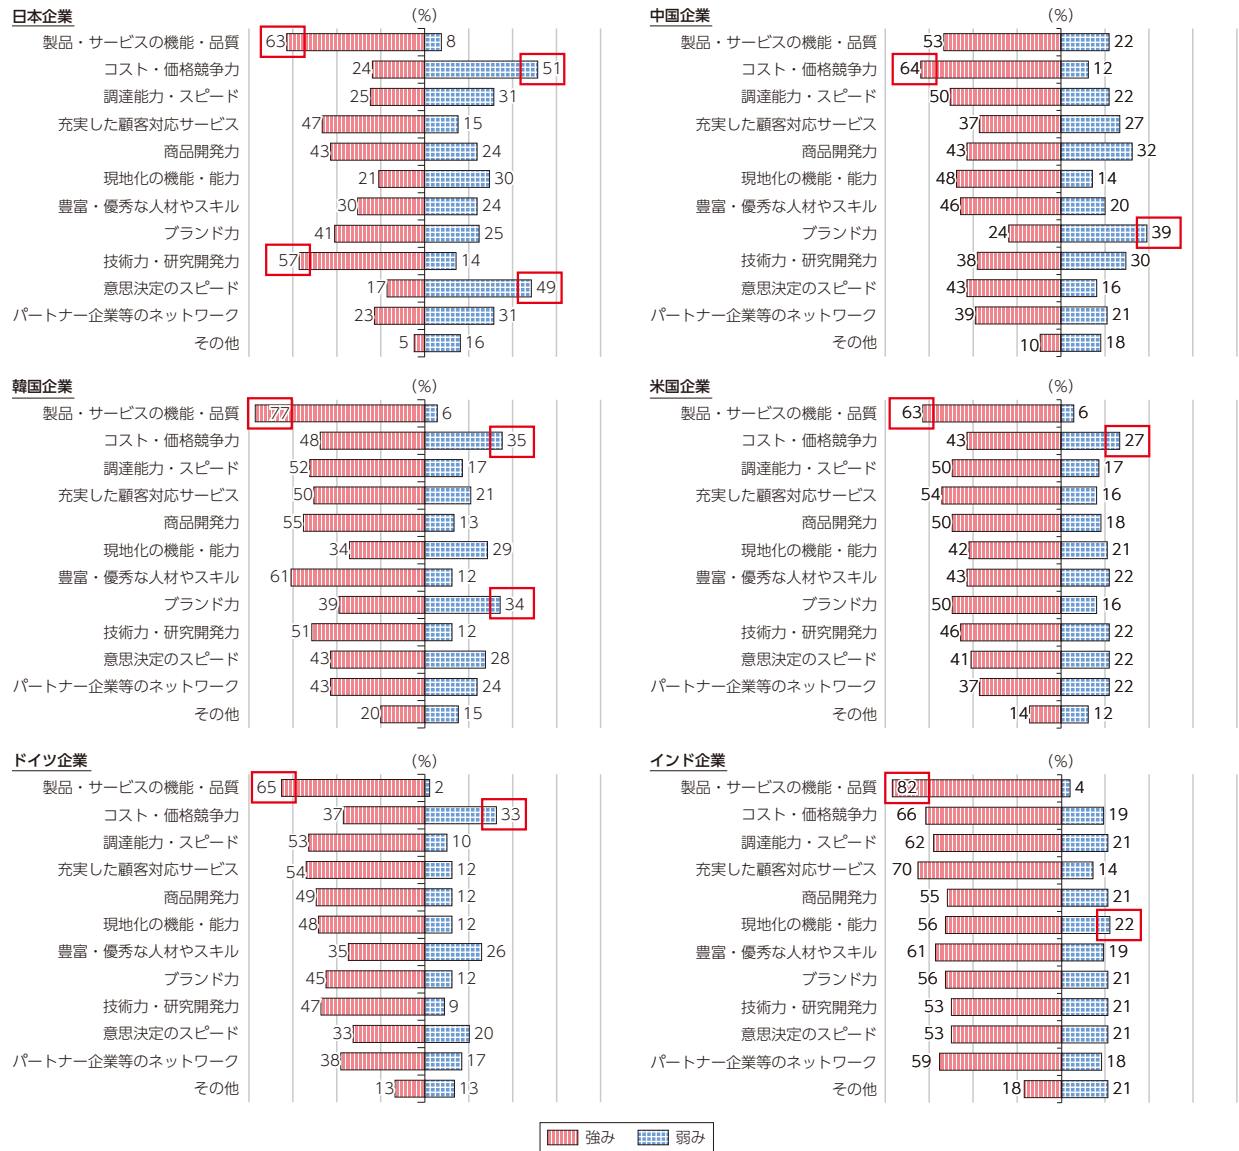 日本企業
(%)
製品・サービスの機能・品質 63 8
コスト・価格競争力 24 51
調達能力・スピード 25 31
充実した顧客対応サービス 47 15
商品開発力 43 24
現地化の機能・能力 21 30
豊富・優秀な人材やスキル 30 24
ブランド力 41 25
技術力・研究開発力 57 14
意思決定のスピード 17 49
パートナー企業等のネットワーク 23 31
その他 5 16
中国企業
(%)
製品・サービスの機能・品質 53 22
コスト・価格競争力 64 12
調達能力・スピード 50 22
充実した顧客対応サービス 37 27
商品開発力 43 32
現地化の機能・能力 48 14
豊富・優秀な人材やスキル 46 20
ブランド力 24 39
技術力・研究開発力 38 30
意思決定のスピード 43 16
パートナー企業等のネットワーク 39 21
その他 10 18
韓国企業
(%)
製品・サービスの機能・品質 77 6
コスト・価格競争力 48 35
調達能力・スピード 52 17
充実した顧客対応サービス 50 21
商品開発力 55 13
現地化の機能・能力 34 29
豊富・優秀な人材やスキル 61 12
ブランド力 39 34
技術力・研究開発力 51 12
意思決定のスピード 43 28
パートナー企業等のネットワーク 43 24
その他 20 15
米国企業
(%)
製品・サービスの機能・品質 63 6
コスト・価格競争力 43 27
調達能力・スピード 50 17
充実した顧客対応サービス 54 16
商品開発力 50 18
現地化の機能・能力 42 21
豊富・優秀な人材やスキル 43 22
ブランド力 50 16
技術力・研究開発力 46 22
意思決定のスピード 41 22
パートナー企業等のネットワーク 37 22
その他 14 12
ドイツ企業
(%)
製品・サービスの機能・品質 65 2
コスト・価格競争力 37 33
調達能力・スピード 53 10
充実した顧客対応サービス 54 12
商品開発力 49 12
現地化の機能・能力 48 12
豊富・優秀な人材やスキル 35 26
ブランド力 45 12
技術力・研究開発力 47 9
意思決定のスピード 33 20
パートナー企業等のネットワーク 38 17
その他 13 13
インド企業
(%)
製品・サービスの機能・品質 82 4
コスト・価格競争力 66 19
調達能力・スピード 62 21
充実した顧客対応サービス 70 14
商品開発力 55 21
現地化の機能・能力 56 22
豊富・優秀な人材やスキル 61 19
ブランド力 56 21
技術力・研究開発力 53 21
意思決定のスピード 53 21
パートナー企業等のネットワーク 59 18
その他 18 21
強み 弱み